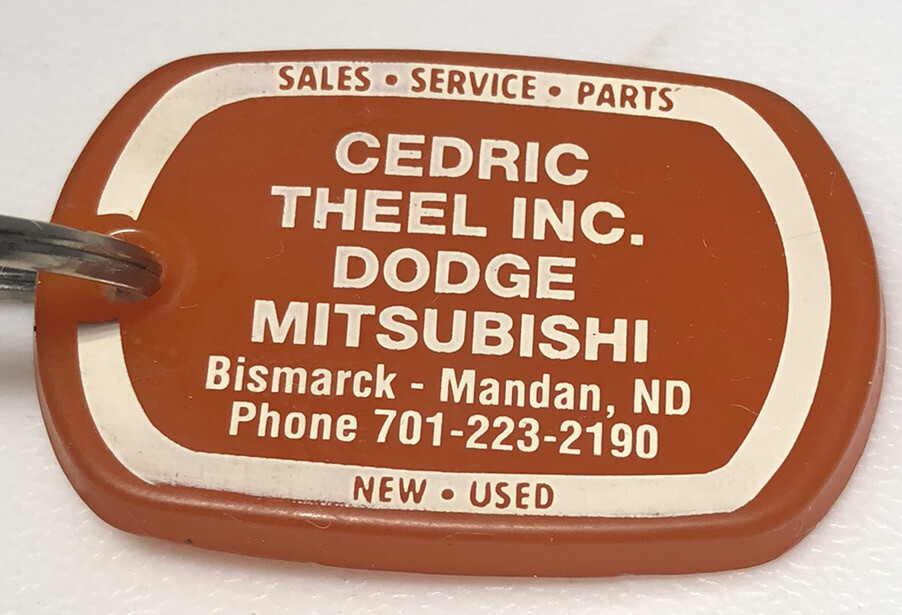 SALES • SERVICE • PARTS
CEDRIC
THEEL INC.
DODGE
MITSUBISHI
Bismarck - Mandan, ND
Phone 701-223-2190
NEW • USED